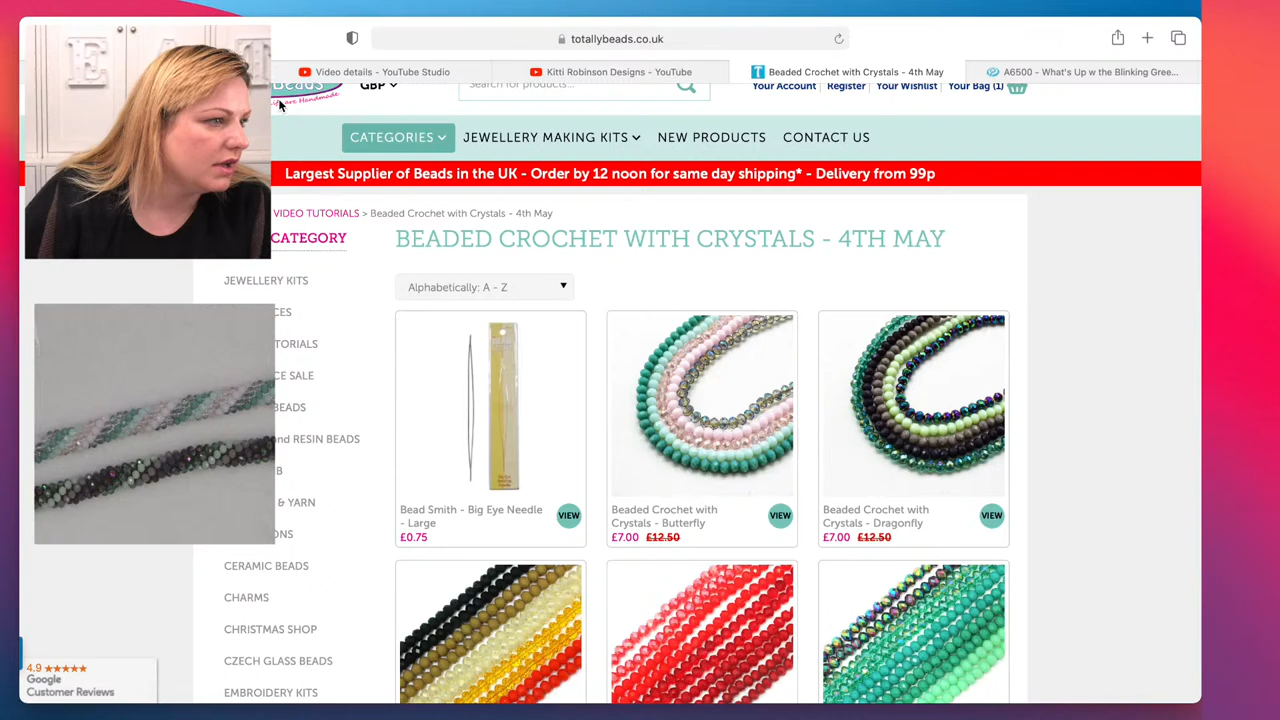 E A T
totallybeads.co.uk
Video details - YouTube Studio
Kitti Robinson Designs - YouTube
Beaded Crochet with Crystals - 4th May
A6500 - What's Up w the Blinking Gree...
Beads
GBP
Search for products...
Your Account
Register
Your Wishlist
Your Bag (1)
CATEGORIES
JEWELLERY MAKING KITS
NEW PRODUCTS
CONTACT US
Largest Supplier of Beads in the UK - Order by 12 noon for same day shipping* - Delivery from 99p
VIDEO TUTORIALS > Beaded Crochet with Crystals - 4th May
CATEGORY
BEADED CROCHET WITH CRYSTALS - 4TH MAY
Alphabetically: A - Z
JEWELLERY KITS
CES
TUTORIALS
CE SALE
BEADS
and RESIN BEADS
B
& YARN
ONS
CERAMIC BEADS
CHARMS
CHRISTMAS SHOP
CZECH GLASS BEADS
EMBROIDERY KITS
Bead Smith - Big Eye Needle
- Large
£0.75
VIEW
Beaded Crochet with
Crystals - Butterfly
£7.00 £12.50
VIEW
Beaded Crochet with
Crystals - Dragonfly
£7.00 £12.50
VIEW
4.9 ★★★★★
Google
Customer Reviews